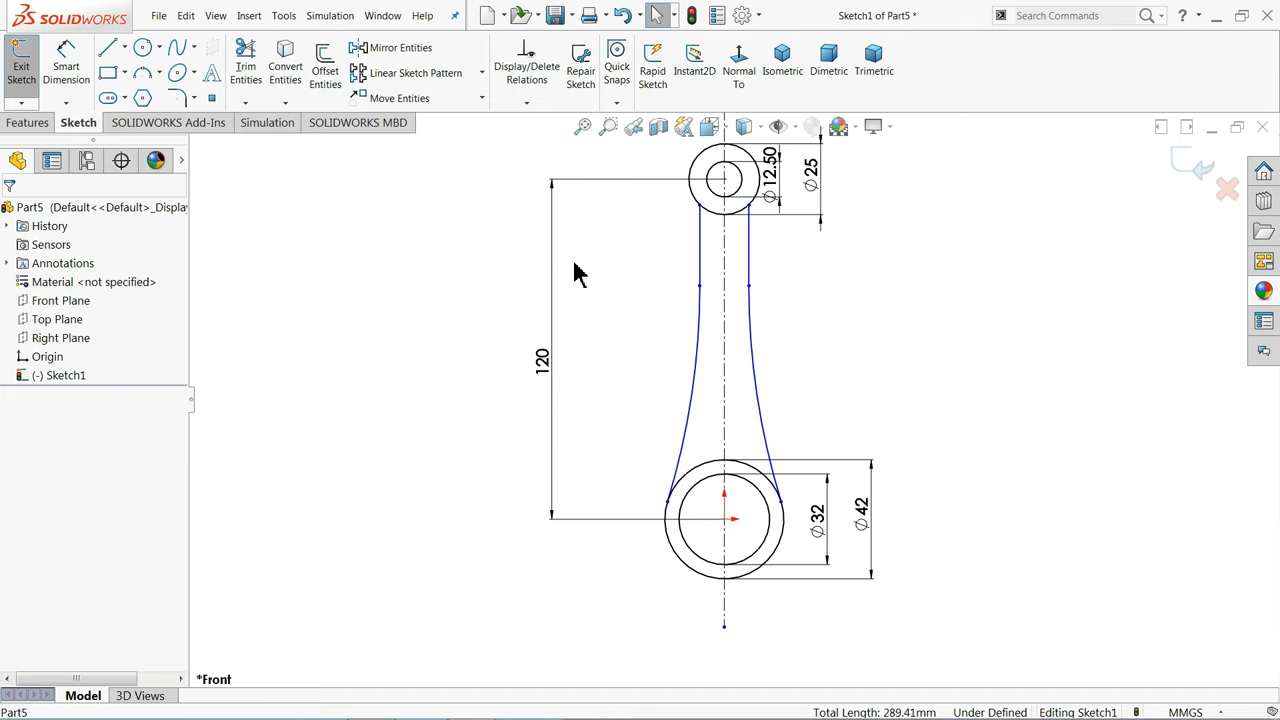 SOLIDWORKS File Edit View Insert Tools Simulation Window Help Sketch1 of Part5 * Search Commands ?
Exit Sketch
Smart Dimension
Trim Entities
Convert Entities
Offset Entities
Mirror Entities
Linear Sketch Pattern
Move Entities
Display/Delete Relations
Repair Sketch
Quick Snaps
Rapid Sketch
Instant2D
Normal To
Isometric
Dimetric
Trimetric
Features Sketch SOLIDWORKS Add-Ins Simulation SOLIDWORKS MBD
Part5 (Default<<Default>_Displa
History
Sensors
Annotations
Material <not specified>
Front Plane
Top Plane
Right Plane
Origin
(-) Sketch1
∅12.50
∅25
120
∅32
∅42
*Front
Model 3D Views
Part5 Total Length: 289.41mm Under Defined Editing Sketch1 MMGS